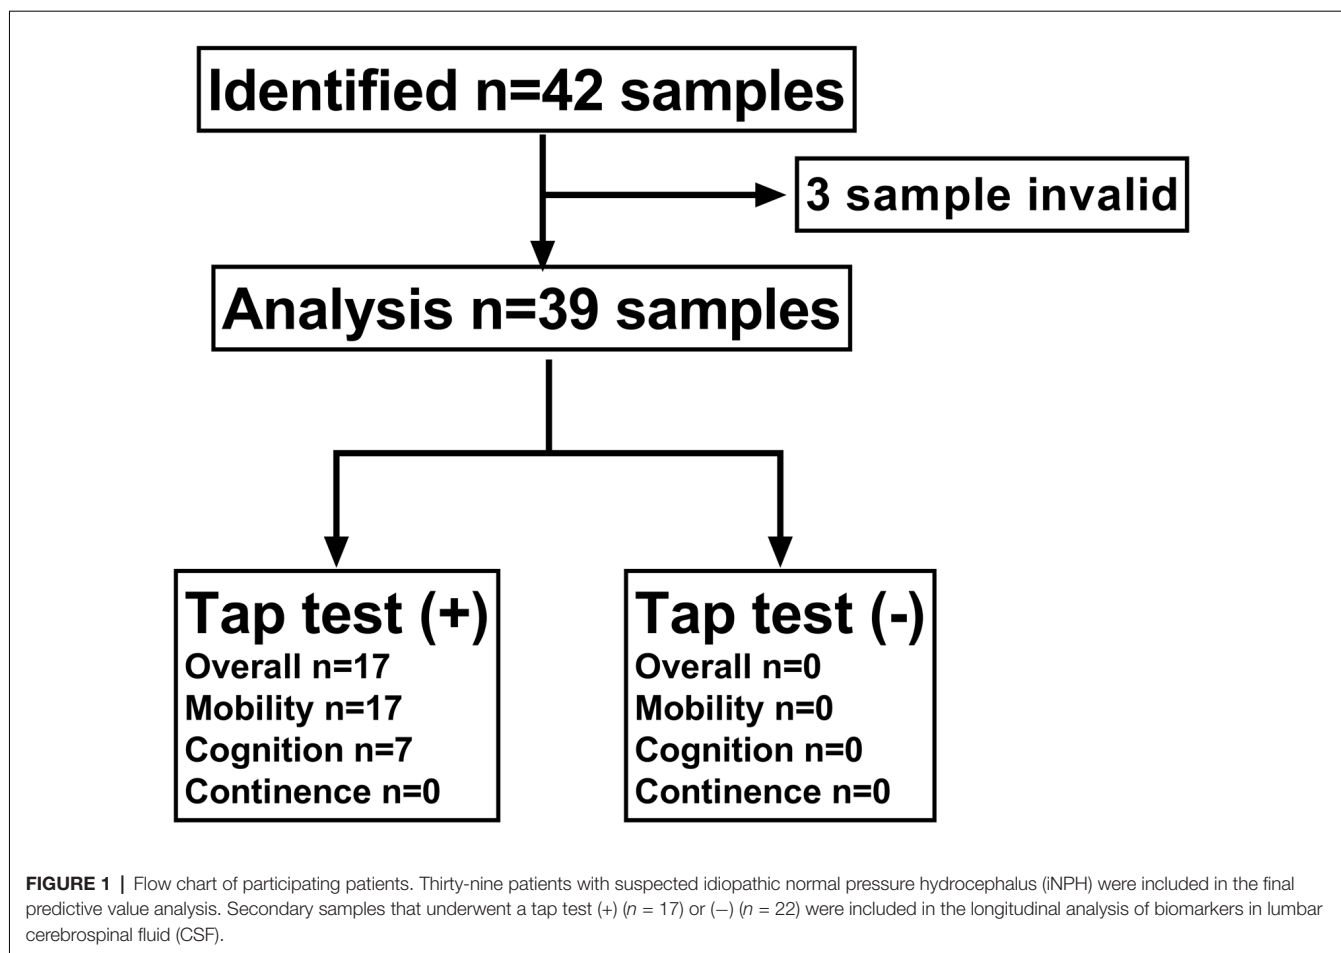 Identified n=42 samples
3 sample invalid
Analysis n=39 samples
Tap test (+)
Overall n=17
Mobility n=17
Cognition n=7
Continence n=0
Tap test (-)
Overall n=0
Mobility n=0
Cognition n=0
Continence n=0
FIGURE 1 | Flow chart of participating patients. Thirty-nine patients with suspected idiopathic normal pressure hydrocephalus (iNPH) were included in the final
predictive value analysis. Secondary samples that underwent a tap test (+) (n = 17) or (−) (n = 22) were included in the longitudinal analysis of biomarkers in lumbar
cerebrospinal fluid (CSF).